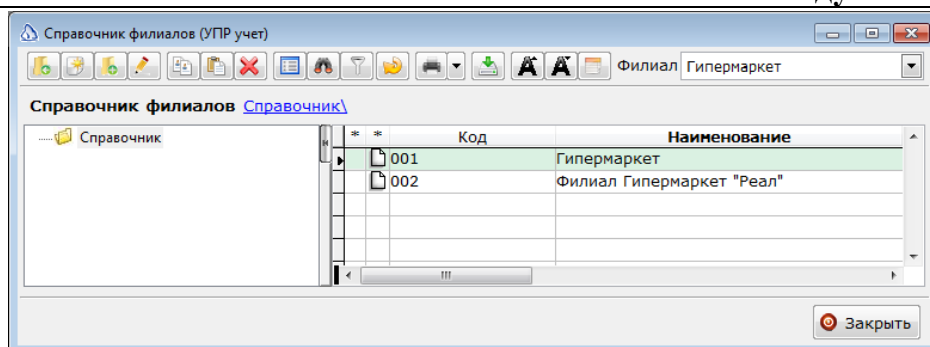 Справочник филиалов (УПР учет)
Филиал Гипермаркет
Справочник филиалов Справочник\
Справочник
* * Код Наименование
001 Гипермаркет
002 Филиал Гипермаркет "Реал"
Закрыть